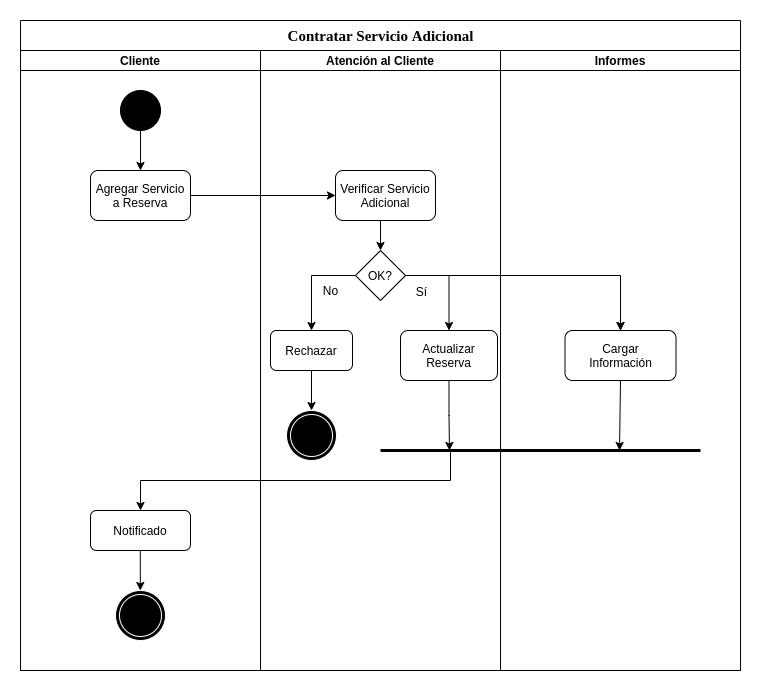 Contratar Servicio Adicional
Cliente
Atención al Cliente
Informes
Agregar Servicio
a Reserva
Verificar Servicio
Adicional
OK?
No
Sí
Rechazar
Actualizar
Reserva
Cargar
Información
Notificado